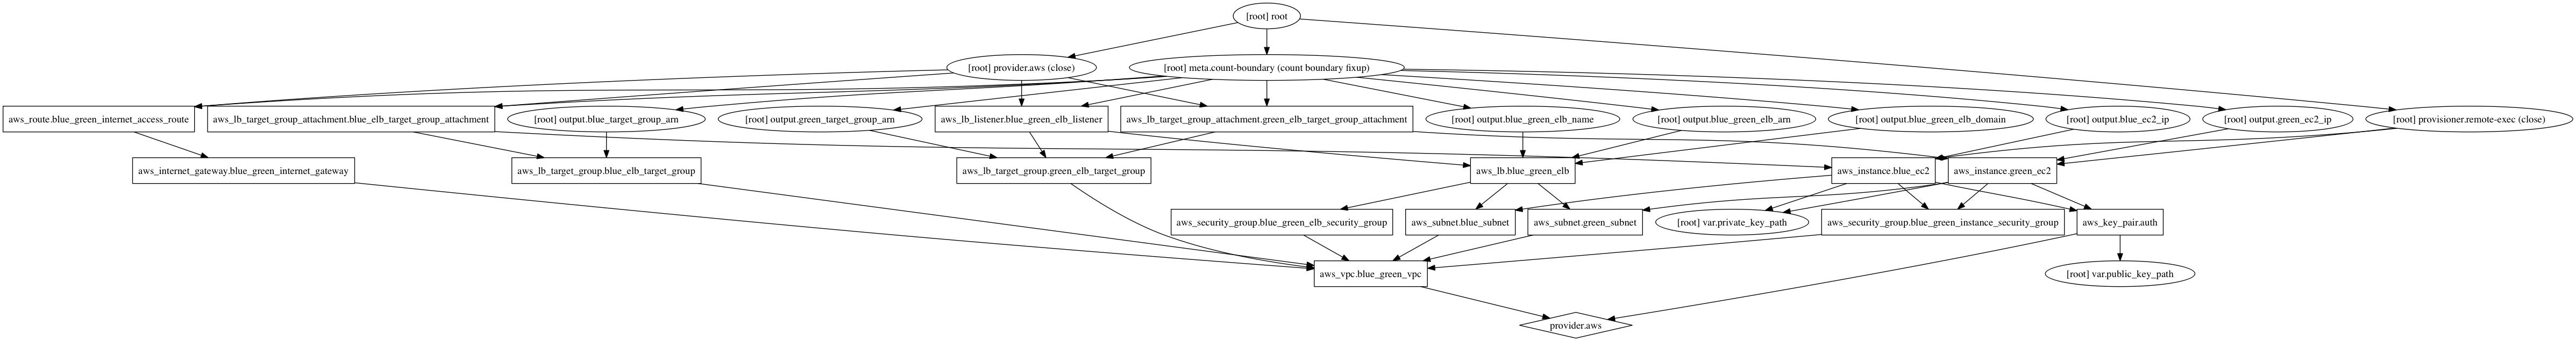 [root] root
[root] provider.aws (close)
[root] meta.count-boundary (count boundary fixup)
aws_route.blue_green_internet_access_route
aws_lb_target_group_attachment.blue_elb_target_group_attachment
[root] output.blue_target_group_arn
[root] output.green_target_group_arn
aws_lb_listener.blue_green_elb_listener
aws_lb_target_group_attachment.green_elb_target_group_attachment
[root] output.blue_green_elb_name
[root] output.blue_green_elb_arn
[root] output.blue_green_elb_domain
[root] output.blue_ec2_ip
[root] output.green_ec2_ip
[root] provisioner.remote-exec (close)
aws_internet_gateway.blue_green_internet_gateway
aws_lb_target_group.blue_elb_target_group
aws_lb_target_group.green_elb_target_group
aws_lb.blue_green_elb
aws_instance.blue_ec2
aws_instance.green_ec2
aws_security_group.blue_green_elb_security_group
aws_subnet.blue_subnet
aws_subnet.green_subnet
[root] var.private_key_path
aws_security_group.blue_green_instance_security_group
aws_key_pair.auth
aws_vpc.blue_green_vpc
[root] var.public_key_path
provider.aws